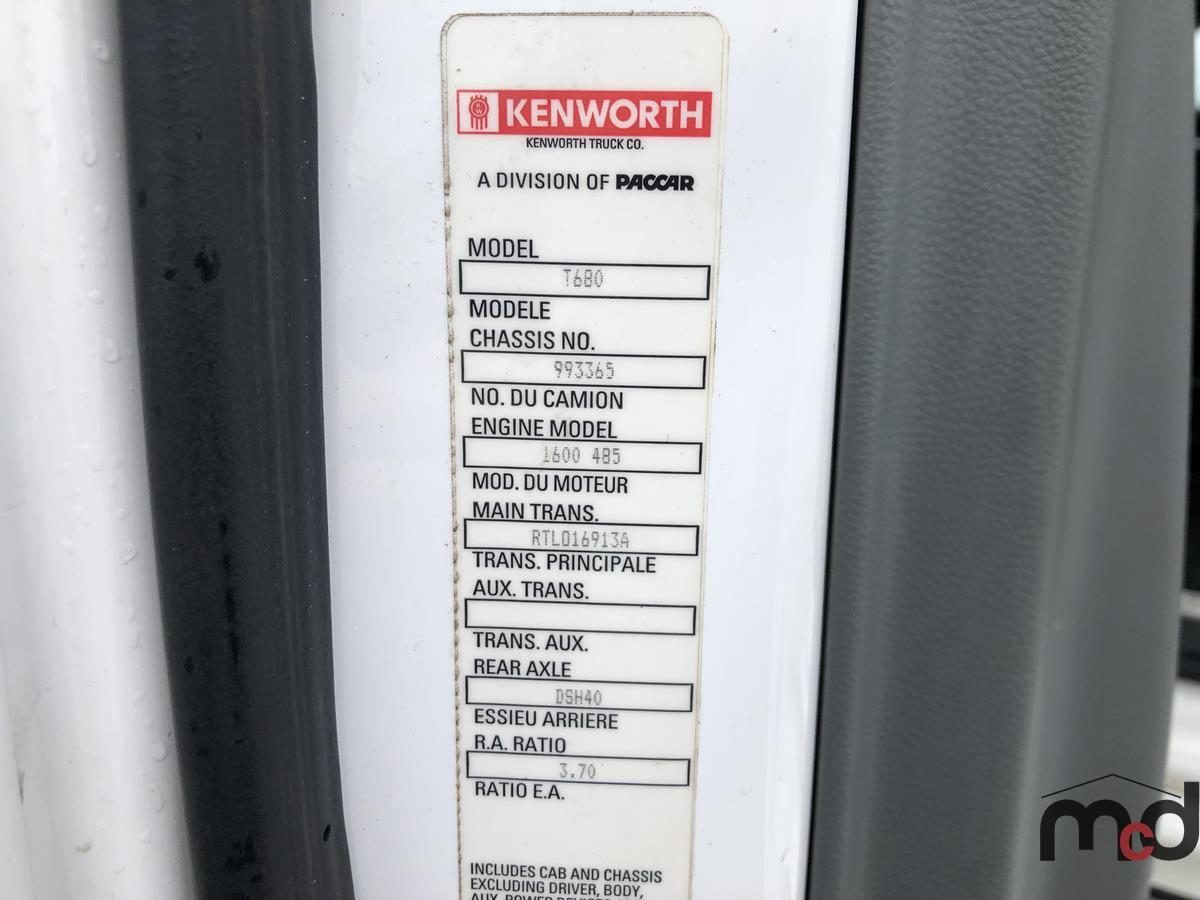 KENWORTH
KENWORTH TRUCK CO.
A DIVISION OF PACCAR
MODEL
T680
MODELE
CHASSIS NO.
993365
NO. DU CAMION
ENGINE MODEL
1600 485
MOD. DU MOTEUR
MAIN TRANS.
RTLO16913A
TRANS. PRINCIPALE
AUX. TRANS.
TRANS. AUX.
REAR AXLE
DSH40
ESSIEU ARRIERE
R.A. RATIO
3.70
RATIO E.A.
INCLUDES CAB AND CHASSIS
EXCLUDING DRIVER, BODY,
AUX. POWER
mcd